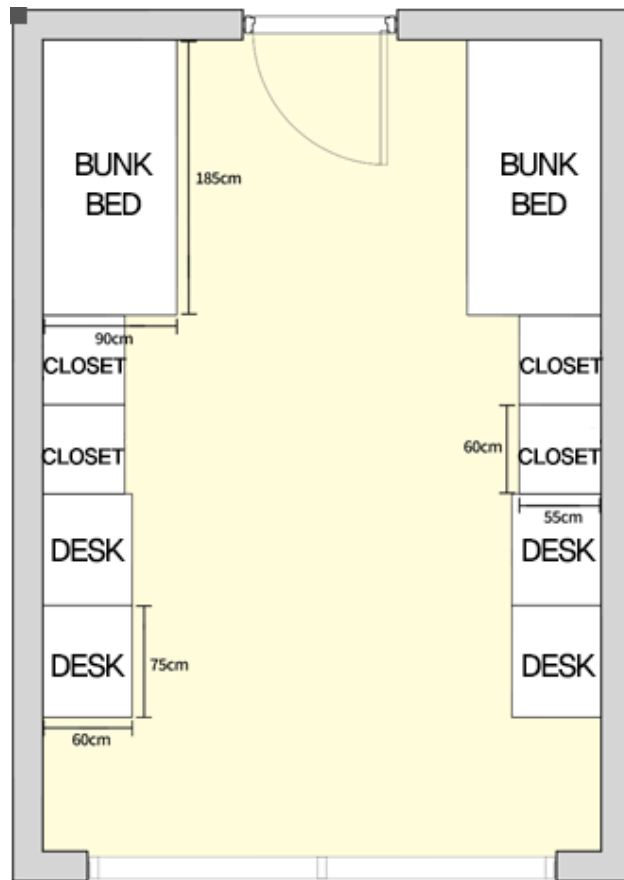 BUNK
BED
BUNK
BED
185cm
90cm
CLOSET
CLOSET
CLOSET
60cm
CLOSET
55cm
DESK
DESK
DESK
75cm
DESK
60cm